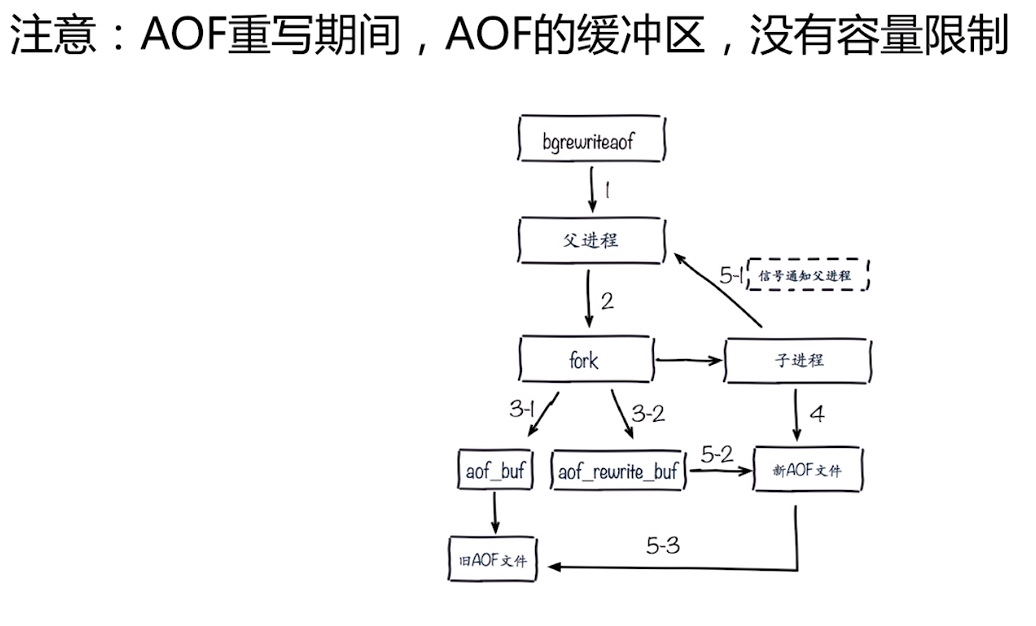 注意：AOF重写期间，AOF的缓冲区，没有容量限制
bgrewriteaof
1
父进程
5-1
信号通知父进程
2
fork
子进程
3-1
3-2
4
aof_buf
aof_rewrite_buf
5-2
新AOF文件
旧AOF文件
5-3